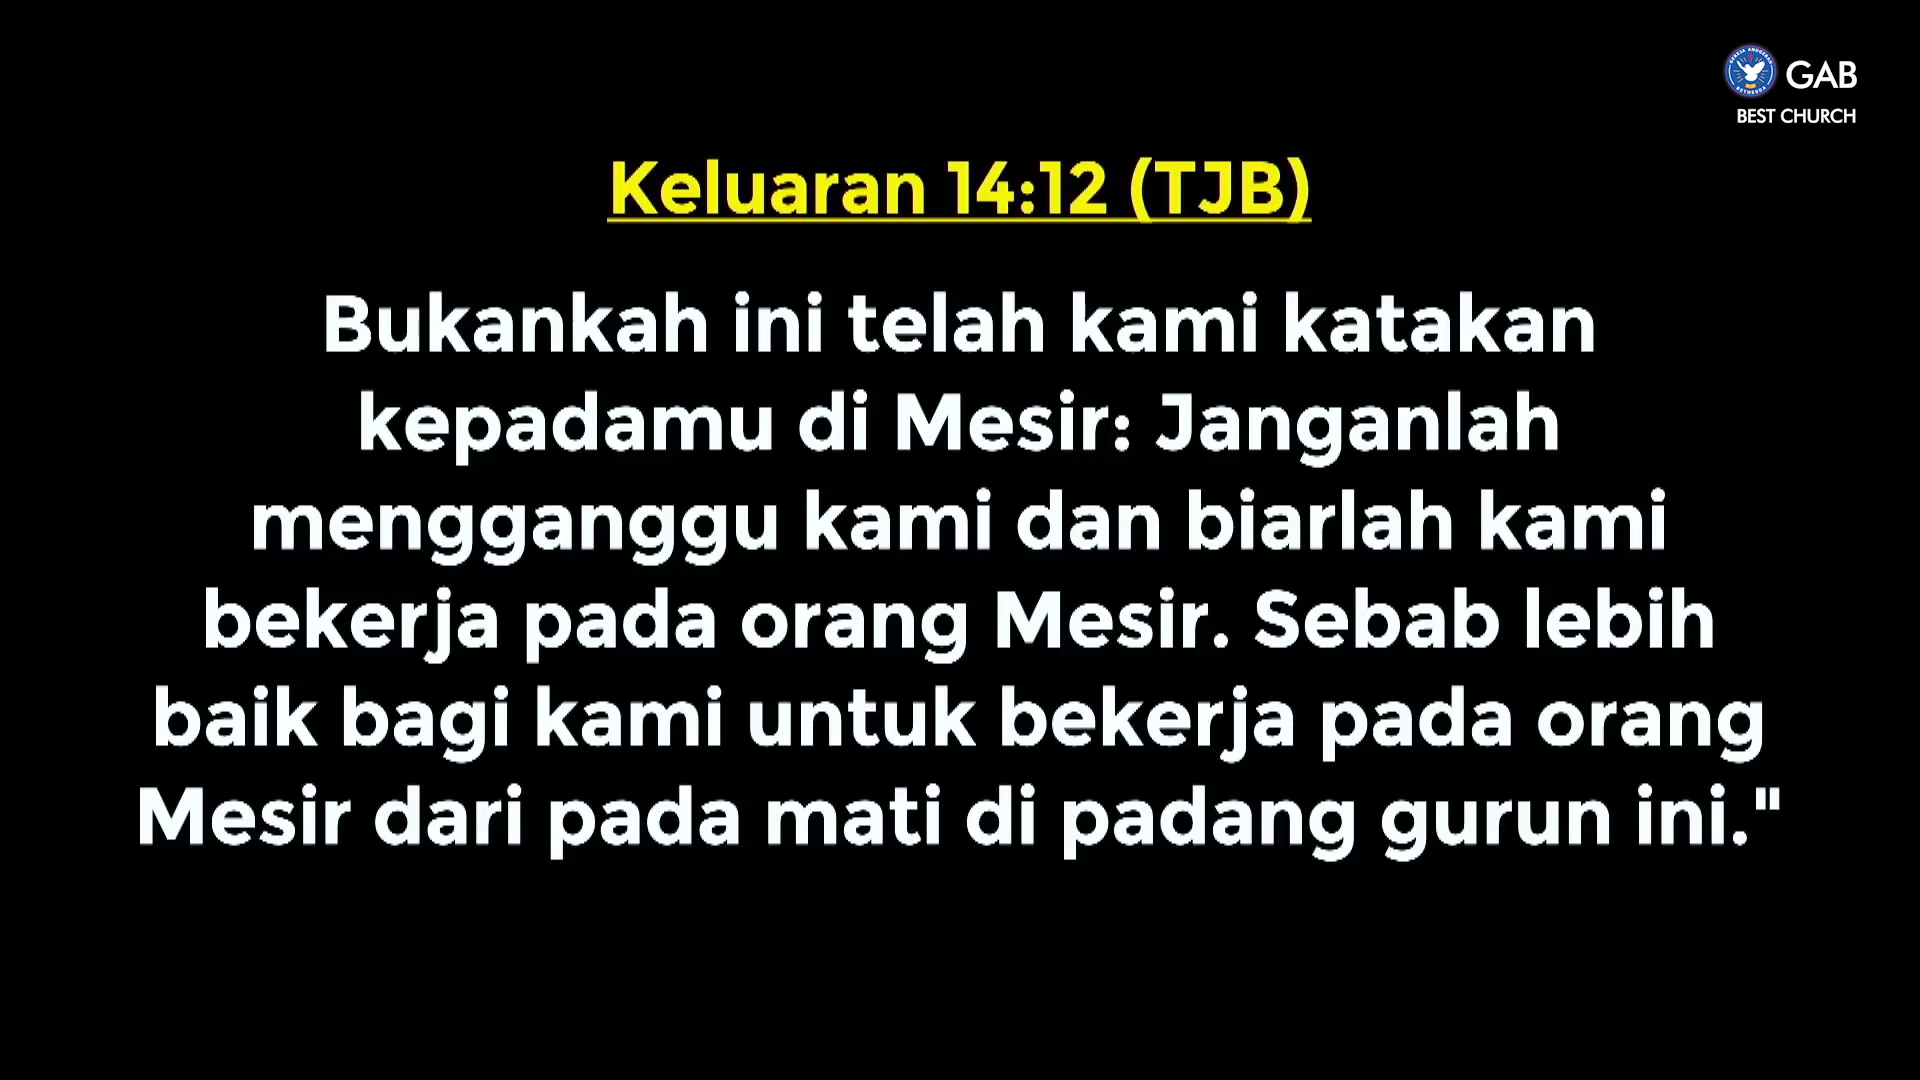 GAB
BEST CHURCH
Keluaran 14:12 (TJB)
Bukankah ini telah kami katakan
kepadamu di Mesir: Janganlah
mengganggu kami dan biarlah kami
bekerja pada orang Mesir. Sebab lebih
baik bagi kami untuk bekerja pada orang
Mesir dari pada mati di padang gurun ini."